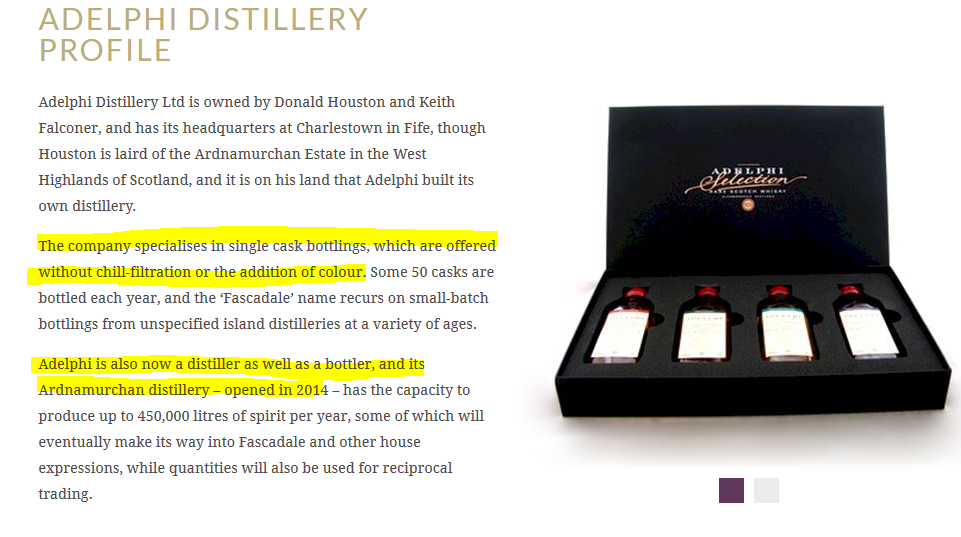 ADELPHI DISTILLERY
PROFILE
Adelphi Distillery Ltd is owned by Donald Houston and Keith
Falconer, and has its headquarters at Charlestown in Fife, though
Houston is laird of the Ardnamurchan Estate in the West
Highlands of Scotland, and it is on his land that Adelphi built its
own distillery.
The company specialises in single cask bottlings, which are offered
without chill-filtration or the addition of colour. Some 50 casks are
bottled each year, and the ‘Fascadale’ name recurs on small-batch
bottlings from unspecified island distilleries at a variety of ages.
Adelphi is also now a distiller as well as a bottler, and its
Ardnamurchan distillery – opened in 2014 – has the capacity to
produce up to 450,000 litres of spirit per year, some of which will
eventually make its way into Fascadale and other house
expressions, while quantities will also be used for reciprocal
trading.
ADELPHI
Selection
RARE SCOTCH WHISKY